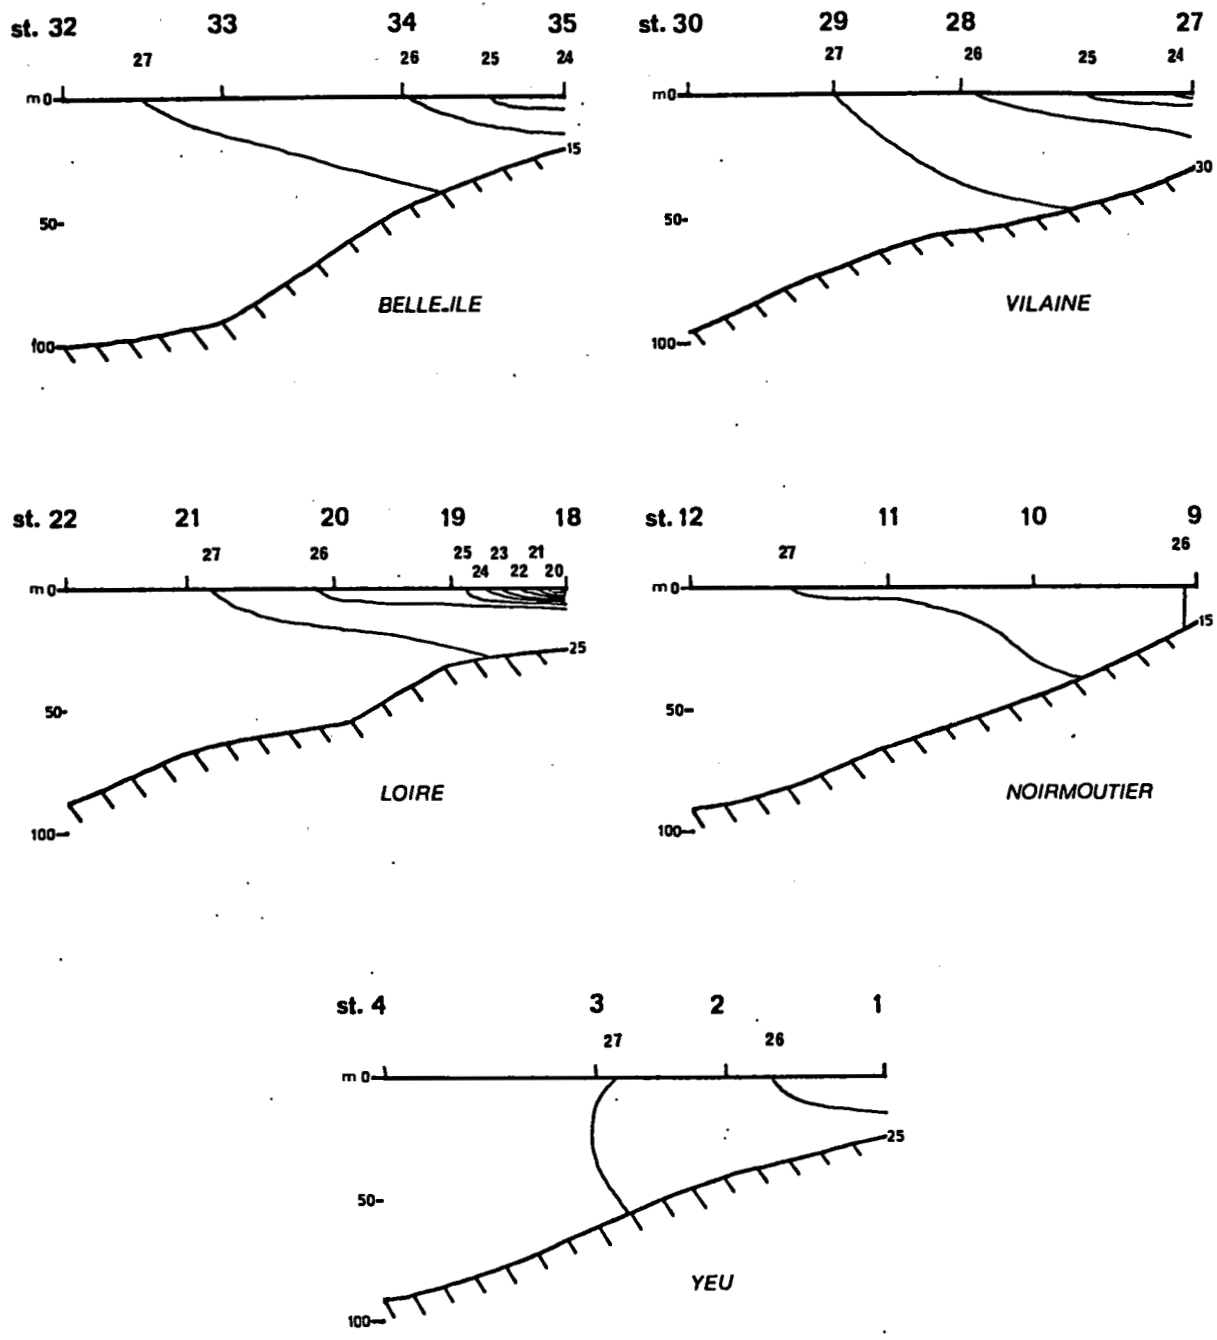 st. 32 33 34 35
27 26 25 24
m 0
15
50
BELLE-ILE
100
st. 30 29 28 27
27 26 25 24
m 0
30
50
VILAINE
100
st. 22 21 20 19 18
27 26 25 23 21
24 22 20
m 0
25
50
LOIRE
100
st. 12 11 10 9
27 26
m 0
15
50
NOIRMOUTIER
100
st. 4 3 2 1
27 26
m 0
25
50
YEU
100